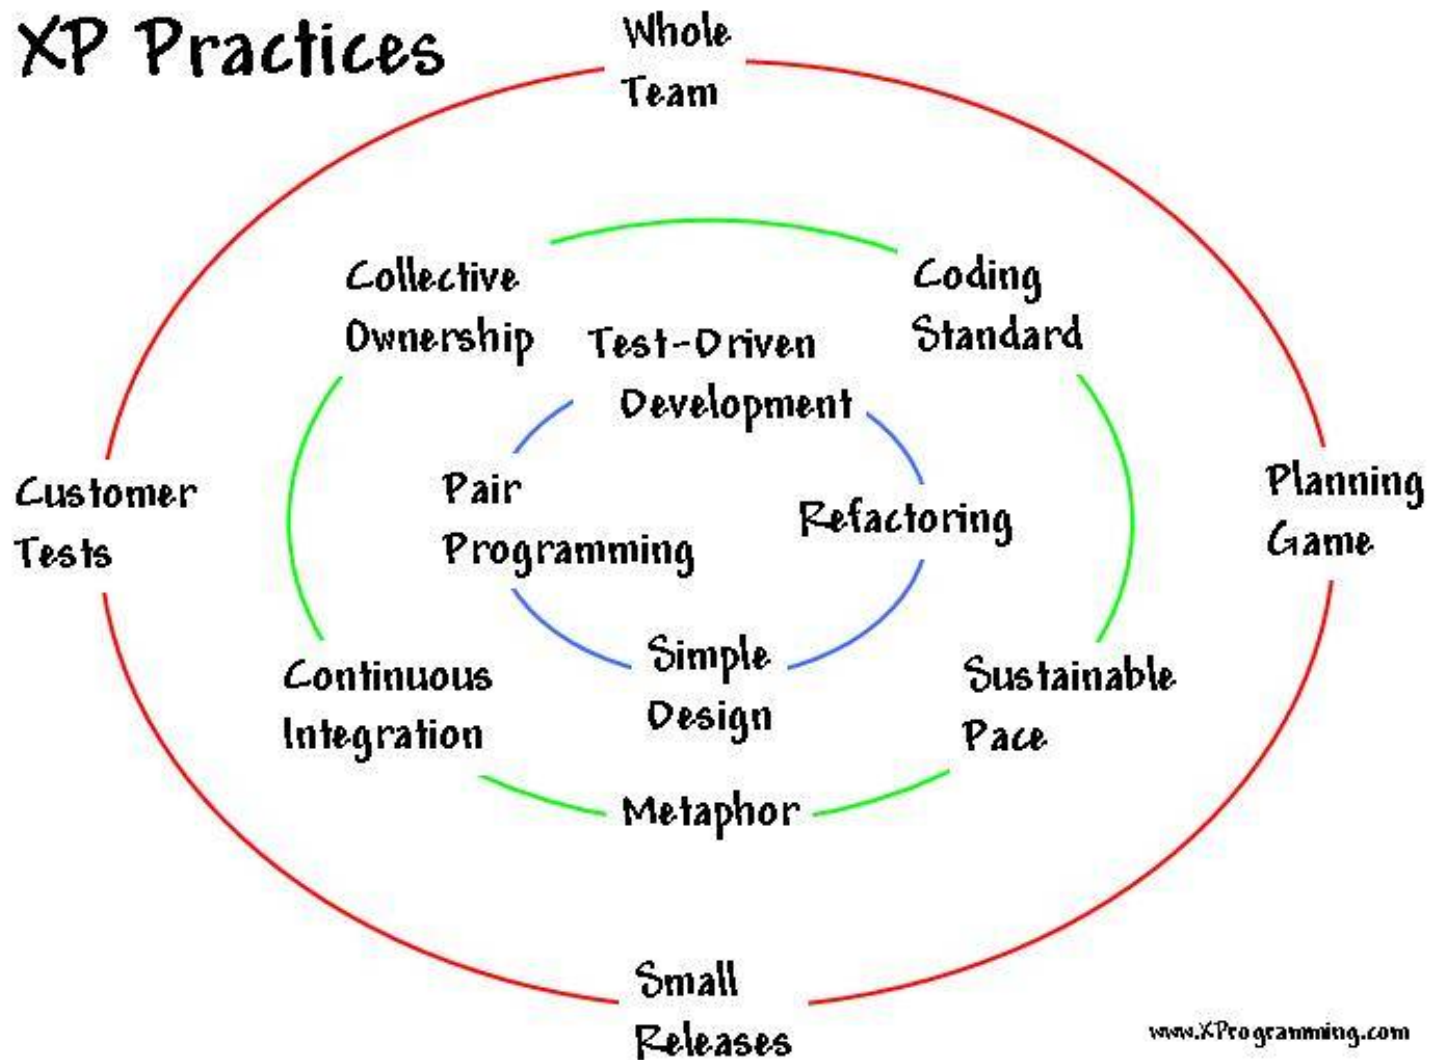 XP Practices
Whole
Team
Collective
Ownership
Coding
Standard
Test-Driven
Development
Customer
Tests
Pair
Programming
Refactoring
Planning
Game
Continuous
Integration
Simple
Design
Sustainable
Pace
Metaphor
Small
Releases
www.XProgramming.com